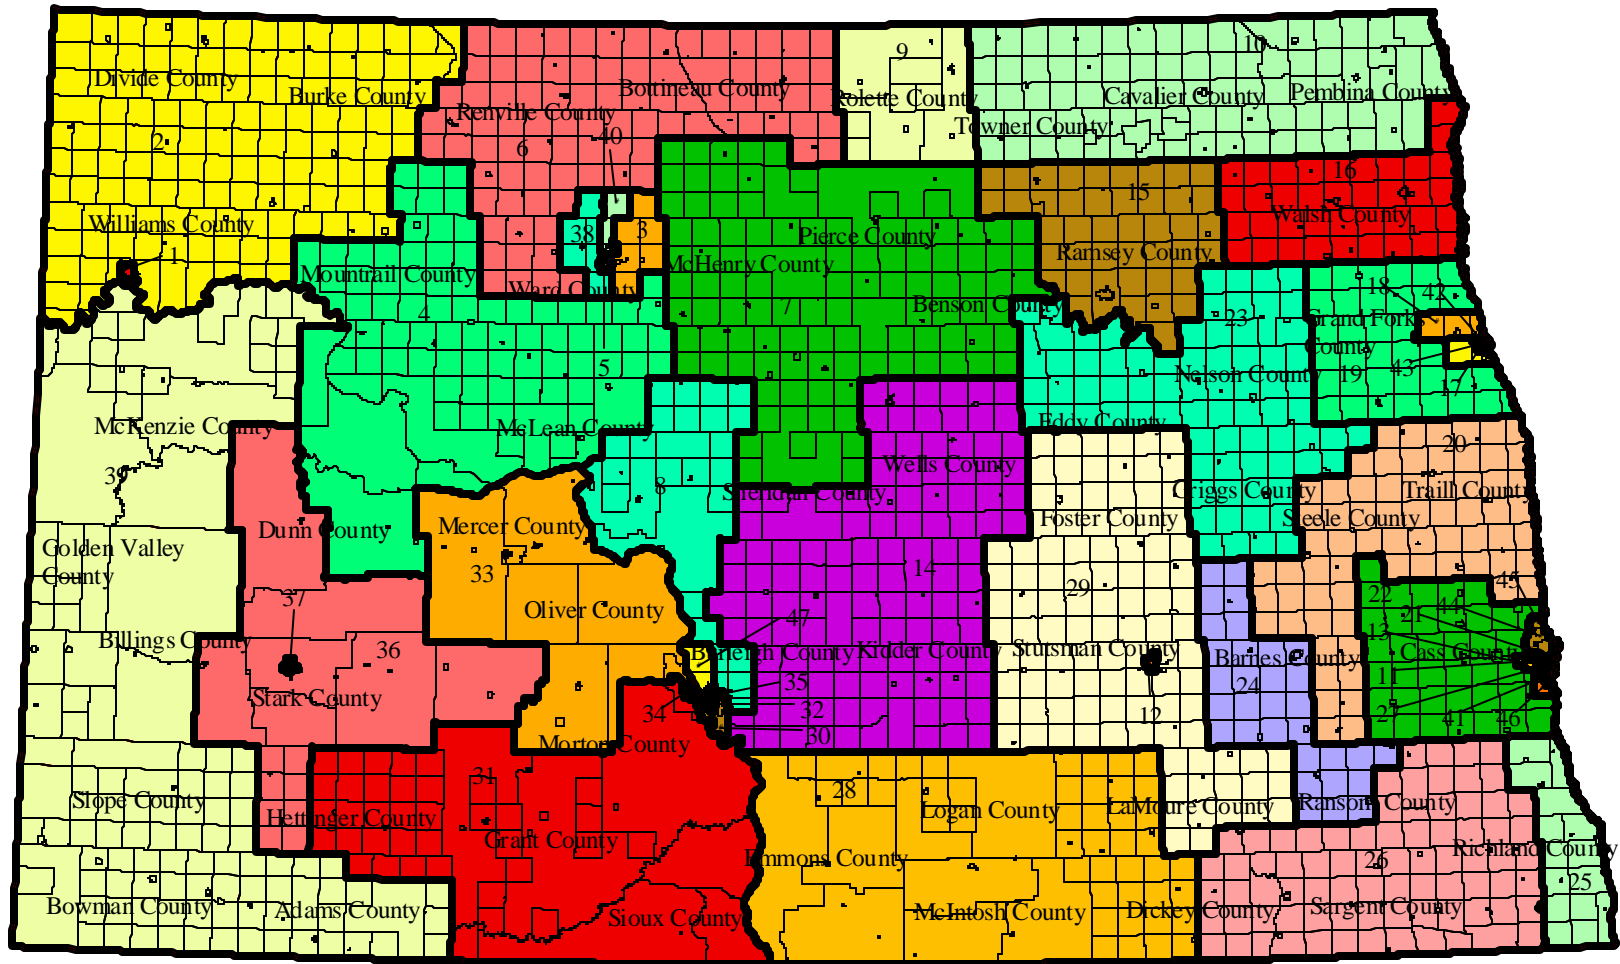 9
10
Divide County
Burke County
Bottineau County
Rolette County
Cavalier County
Pembina County
Renville County
Towner County
40
2
6
16
15
Walsh County
Williams County
38
3
Pierce County
1
Mountrail County
McHenry County
Ramsey County
Ward County
18
42
4
7
Benson County
23
Grand Forks
County
5
Nelson County
19
43
17
McKenzie County
McLean County
Eddy County
20
39
Wells County
8
Sheridan County
Griggs County
Traill County
Dunn County
Mercer County
Foster County
Steele County
Golden Valley
County
33
14
29
45
37
Oliver County
22
21
44
47
13
Billings County
36
Burleigh County
Kidder County
Stutsman County
Barnes County
Cass County
35
24
11
Stark County
34
32
12
27
41
46
30
Morton County
31
28
Slope County
Hettinger County
Logan County
LaMoure County
Ransom County
Grant County
Emmons County
26
Richland County
25
Bowman County
Adams County
Sioux County
McIntosh County
Dickey County
Sargent County